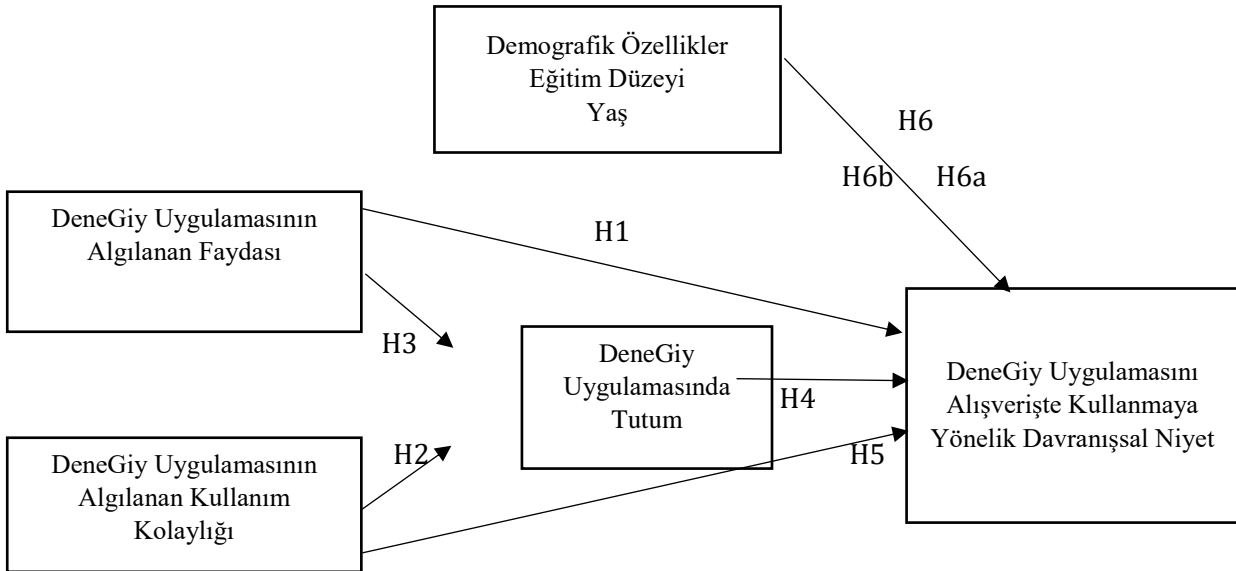 Demografik Özellikler
Eğitim Düzeyi
Yaş
H6
H6b
H6a
DeneGiy Uygulamasının
Algılanan Faydası
H1
H3
DeneGiy
Uygulamasında
Tutum
H4
DeneGiy Uygulamasını
Alışverişte Kullanmaya
Yönelik Davranışsal Niyet
H2
H5
DeneGiy Uygulamasının
Algılanan Kullanım
Kolaylığı